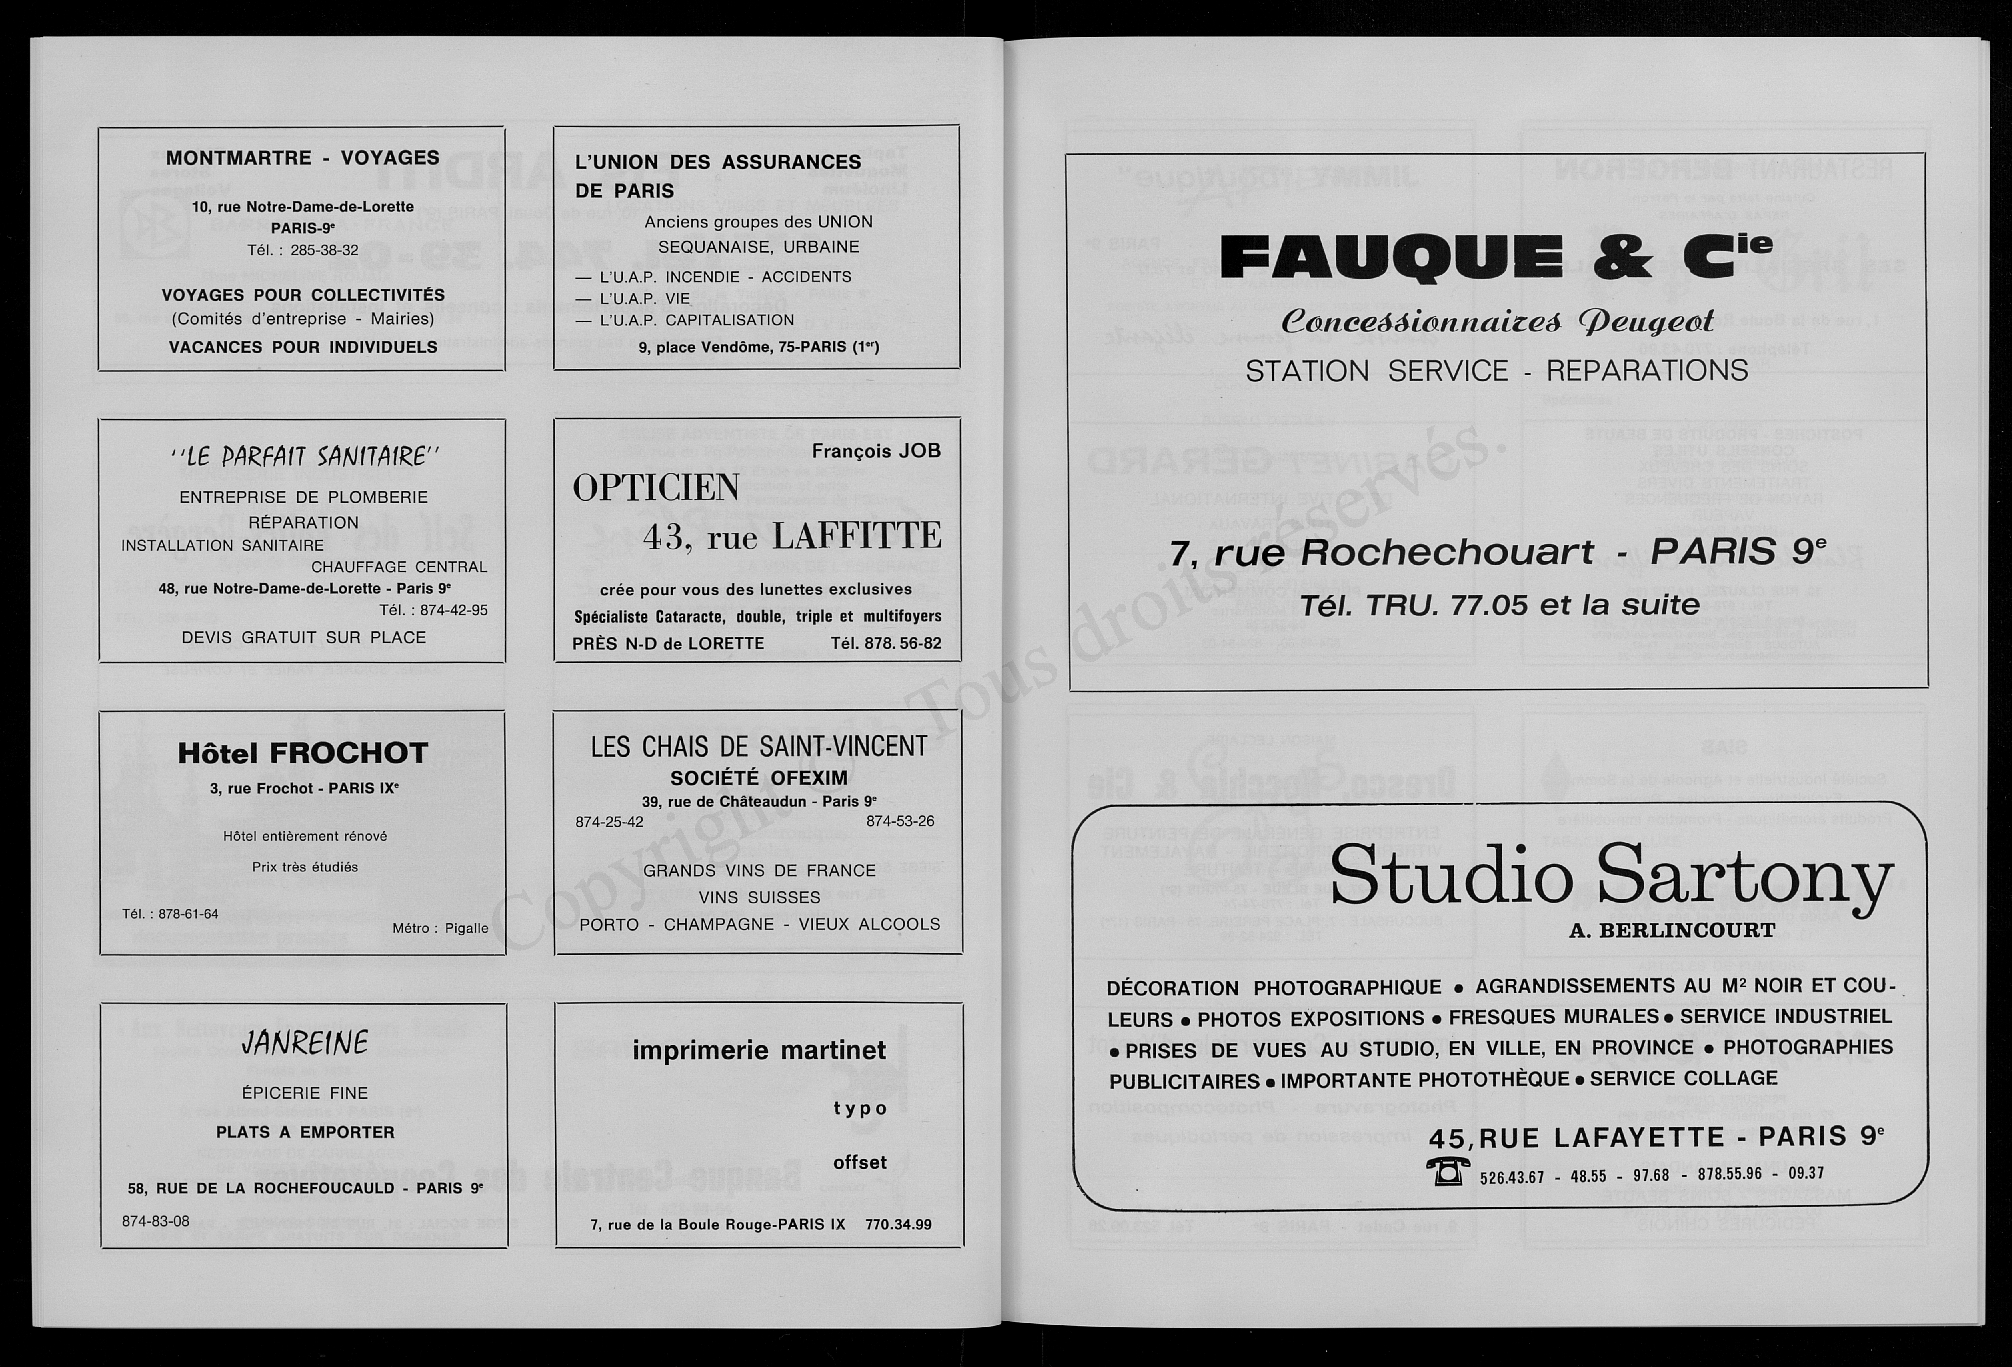 MONTMARTRE - VOYAGES
10, rue Notre-Dame-de-Lorette
PARIS-9e
Tél. : 285-38-32
VOYAGES POUR COLLECTIVITÉS
(Comités d'entreprise - Mairies)
VACANCES POUR INDIVIDUELS
L'UNION DES ASSURANCES
DE PARIS
Anciens groupes des UNION
SEQUANAISE, URBAINE
— L'U.A.P. INCENDIE - ACCIDENTS
— L'U.A.P. VIE
— L'U.A.P. CAPITALISATION
9, place Vendôme, 75-PARIS (1er)
''LE PARFAIT SANITAIRE''
ENTREPRISE DE PLOMBERIE
RÉPARATION
INSTALLATION SANITAIRE
CHAUFFAGE CENTRAL
48, rue Notre-Dame-de-Lorette - Paris 9e
Tél. : 874-42-95
DEVIS GRATUIT SUR PLACE
François JOB
OPTICIEN
43, rue LAFFITTE
crée pour vous des lunettes exclusives
Spécialiste Cataracte, double, triple et multifoyers
PRÈS N-D de LORETTE Tél. 878.56-82
Hôtel FROCHOT
3, rue Frochot - PARIS IXe
Hôtel entièrement rénové
Prix très étudiés
Tél. : 878-61-64
Métro : Pigalle
LES CHAIS DE SAINT-VINCENT
SOCIÉTÉ OFEXIM
39, rue de Châteaudun - Paris 9e
874-25-42 874-53-26
GRANDS VINS DE FRANCE
VINS SUISSES
PORTO - CHAMPAGNE - VIEUX ALCOOLS
JANREINE
ÉPICERIE FINE
PLATS A EMPORTER
58, RUE DE LA ROCHEFOUCAULD - PARIS 9e
874-83-08
imprimerie martinet
typo
offset
7, rue de la Boule Rouge-PARIS IX 770.34.99
FAUQUE & Cie
Concessionnaires Peugeot
STATION SERVICE - REPARATIONS
7, rue Rochechouart - PARIS 9e
Tél. TRU. 77.05 et la suite
Studio Sartony
A. BERLINCOURT
DÉCORATION PHOTOGRAPHIQUE • AGRANDISSEMENTS AU M² NOIR ET COU-
LEURS • PHOTOS EXPOSITIONS • FRESQUES MURALES • SERVICE INDUSTRIEL
• PRISES DE VUES AU STUDIO, EN VILLE, EN PROVINCE • PHOTOGRAPHIES
PUBLICITAIRES • IMPORTANTE PHOTOTHÈQUE • SERVICE COLLAGE
45, RUE LAFAYETTE - PARIS 9e
526.43.67 - 48.55 - 97.68 - 878.55.96 - 09.37
Copyright © - Tous droits réservés.